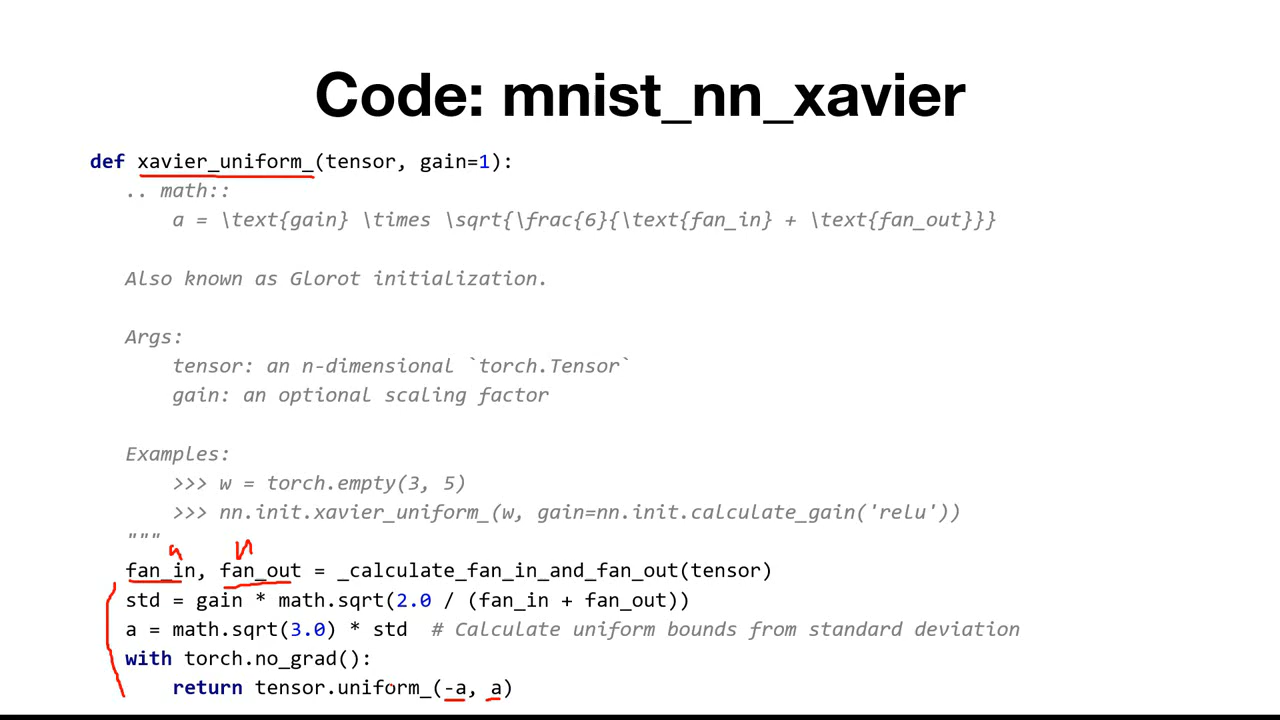 Code: mnist_nn_xavier
def xavier_uniform_(tensor, gain=1):
.. math::
a = \text{gain} \times \sqrt{\frac{6}{\text{fan_in} + \text{fan_out}}}
Also known as Glorot initialization.
Args:
tensor: an n-dimensional `torch.Tensor`
gain: an optional scaling factor
Examples:
>>> w = torch.empty(3, 5)
>>> nn.init.xavier_uniform_(w, gain=nn.init.calculate_gain('relu'))
"""
fan_in, fan_out = _calculate_fan_in_and_fan_out(tensor)
std = gain * math.sqrt(2.0 / (fan_in + fan_out))
a = math.sqrt(3.0) * std  # Calculate uniform bounds from standard deviation
with torch.no_grad():
return tensor.uniform_(-a, a)